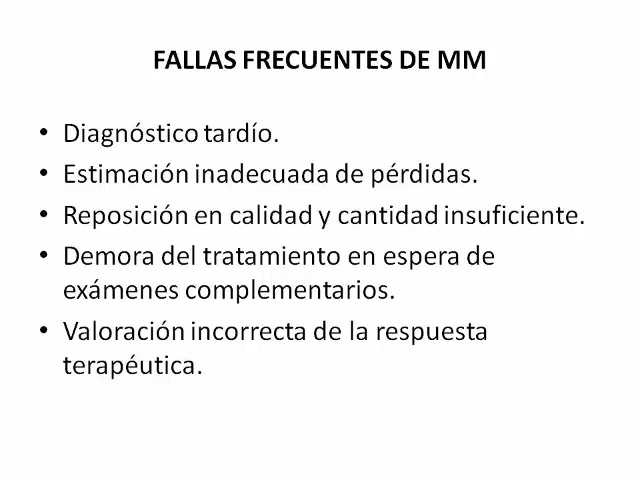 FALLAS FRECUENTES DE MM
• Diagnóstico tardío.
• Estimación inadecuada de pérdidas.
• Reposición en calidad y cantidad insuficiente.
• Demora del tratamiento en espera de
exámenes complementarios.
• Valoración incorrecta de la respuesta
terapéutica.